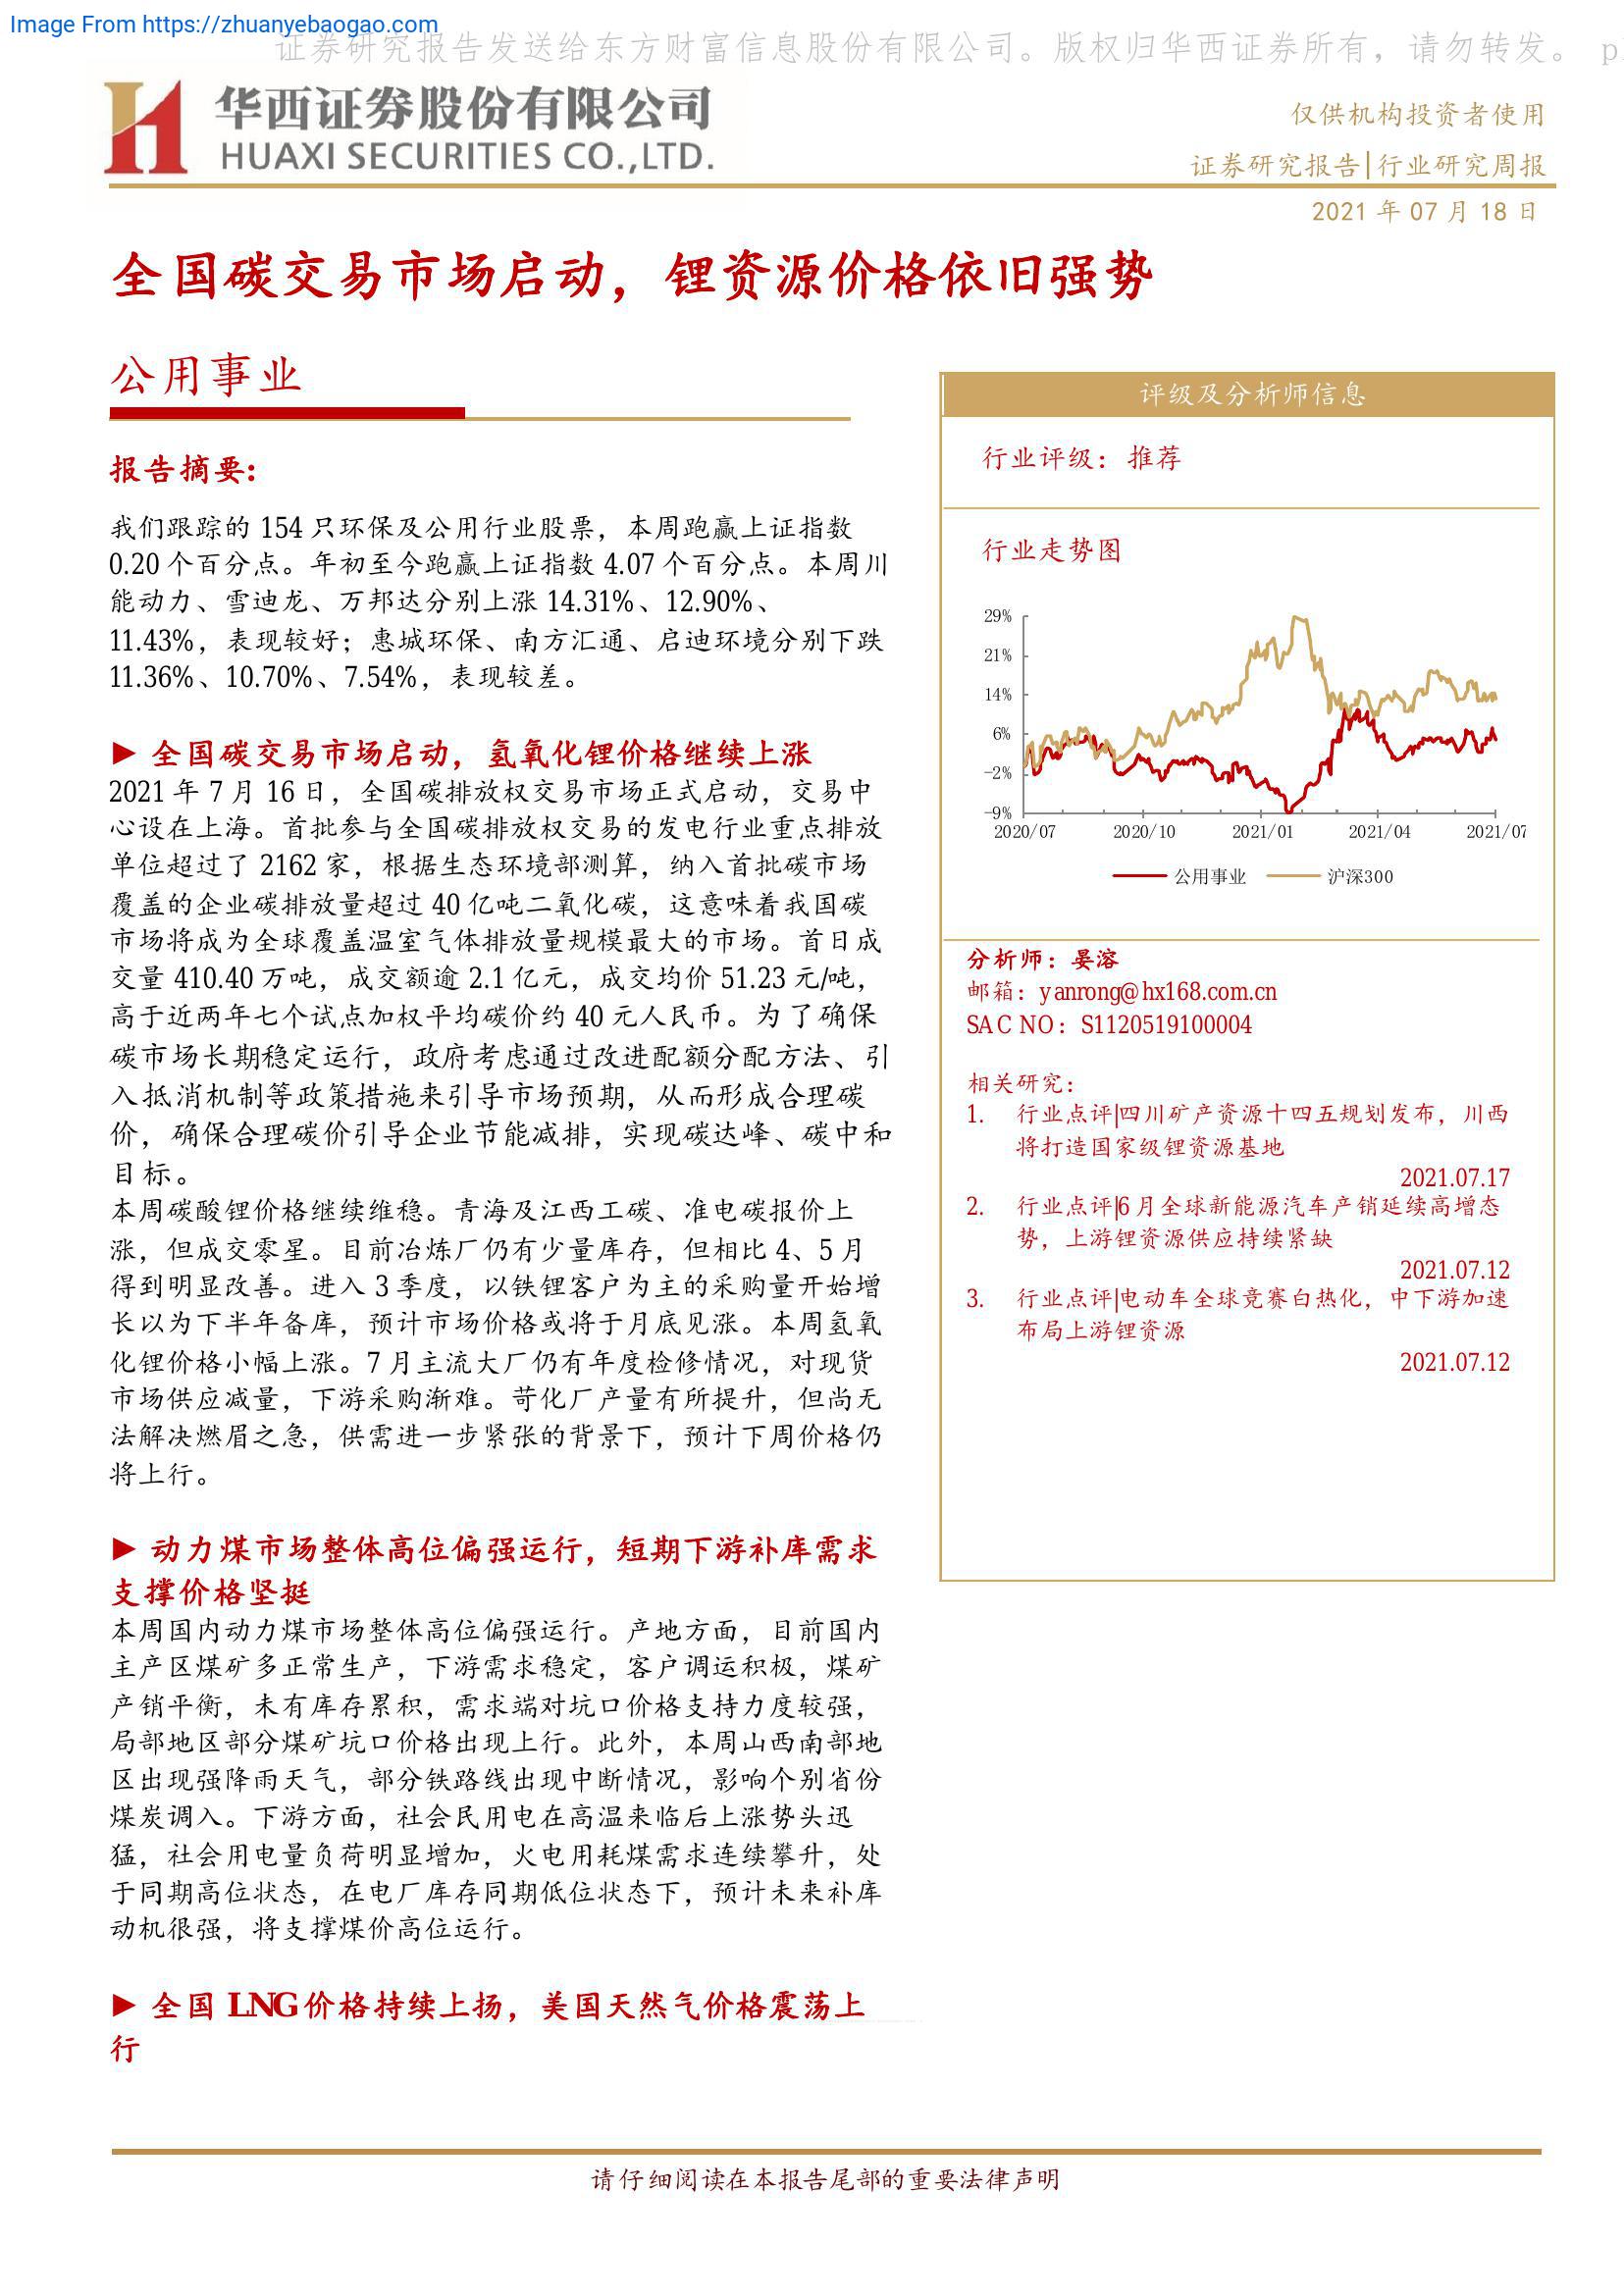 Image From https://zhuanyebaogao.com
证券研究报告发送给东方财富信息股份有限公司。版权归华西证券所有，请勿转发。 p
华西证券股份有限公司
HUAXI SECURITIES CO.,LTD.
仅供机构投资者使用
证券研究报告|行业研究周报
2021 年 07 月 18 日
全国碳交易市场启动，锂资源价格依旧强势
公用事业
报告摘要:
我们跟踪的 154 只环保及公用行业股票，本周跑赢上证指数
0.20 个百分点。年初至今跑赢上证指数 4.07 个百分点。本周川
能动力、雪迪龙、万邦达分别上涨 14.31%、12.90%、
11.43%，表现较好；惠城环保、南方汇通、启迪环境分别下跌
11.36%、10.70%、7.54%，表现较差。
► 全国碳交易市场启动，氢氧化锂价格继续上涨
2021 年 7 月 16 日，全国碳排放权交易市场正式启动，交易中
心设在上海。首批参与全国碳排放权交易的发电行业重点排放
单位超过了 2162 家，根据生态环境部测算，纳入首批碳市场
覆盖的企业碳排放量超过 40 亿吨二氧化碳，这意味着我国碳
市场将成为全球覆盖温室气体排放量规模最大的市场。首日成
交量 410.40 万吨，成交额逾 2.1 亿元，成交均价 51.23 元/吨，
高于近两年七个试点加权平均碳价约 40 元人民币。为了确保
碳市场长期稳定运行，政府考虑通过改进配额分配方法、引
入抵消机制等政策措施来引导市场预期，从而形成合理碳
价，确保合理碳价引导企业节能减排，实现碳达峰、碳中和
目标。
本周碳酸锂价格继续维稳。青海及江西工碳、准电碳报价上
涨，但成交零星。目前冶炼厂仍有少量库存，但相比 4、5 月
得到明显改善。进入 3 季度，以铁锂客户为主的采购量开始增
长以为下半年备库，预计市场价格或将于月底见涨。本周氢氧
化锂价格小幅上涨。7 月主流大厂仍有年度检修情况，对现货
市场供应减量，下游采购渐难。苛化厂产量有所提升，但尚无
法解决燃眉之急，供需进一步紧张的背景下，预计下周价格仍
将上行。
► 动力煤市场整体高位偏强运行，短期下游补库需求
支撑价格坚挺
本周国内动力煤市场整体高位偏强运行。产地方面，目前国内
主产区煤矿多正常生产，下游需求稳定，客户调运积极，煤矿
产销平衡，未有库存累积，需求端对坑口价格支持力度较强，
局部地区部分煤矿坑口价格出现上行。此外，本周山西南部地
区出现强降雨天气，部分铁路线出现中断情况，影响个别省份
煤炭调入。下游方面，社会民用电在高温来临后上涨势头迅
猛，社会用电量负荷明显增加，火电用耗煤需求连续攀升，处
于同期高位状态，在电厂库存同期低位状态下，预计未来补库
动机很强，将支撑煤价高位运行。
► 全国 LNG 价格持续上扬，美国天然气价格震荡上
行
评级及分析师信息
行业评级： 推荐
行业走势图
29%
21%
14%
6%
-2%
-9%
2020/07 2020/10 2021/01 2021/04 2021/07
公用事业 沪深300
分析师：晏溶
邮箱：yanrong@hx168.com.cn
SAC NO：S1120519100004
相关研究：
1. 行业点评|四川矿产资源十四五规划发布，川西
将打造国家级锂资源基地
2021.07.17
2. 行业点评|6 月全球新能源汽车产销延续高增态
势，上游锂资源供应持续紧缺
2021.07.12
3. 行业点评|电动车全球竞赛白热化，中下游加速
布局上游锂资源
2021.07.12
请仔细阅读在本报告尾部的重要法律声明